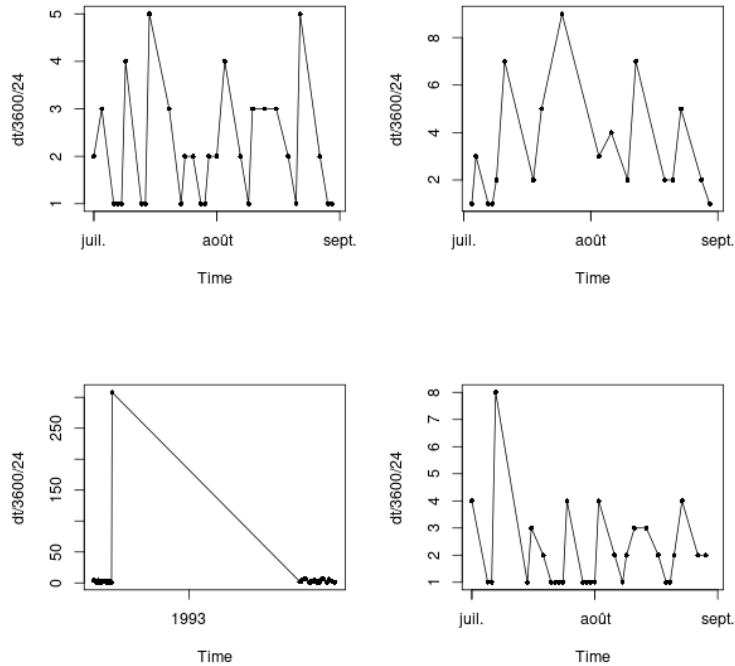 5
4
3
2
1
dt/3600/24
juil.
août
sept.
Time
8
6
4
2
dt/3600/24
juil.
août
sept.
Time
250
150
50
0
dt/3600/24
1993
Time
8
7
6
5
4
3
2
1
dt/3600/24
juil.
août
sept.
Time